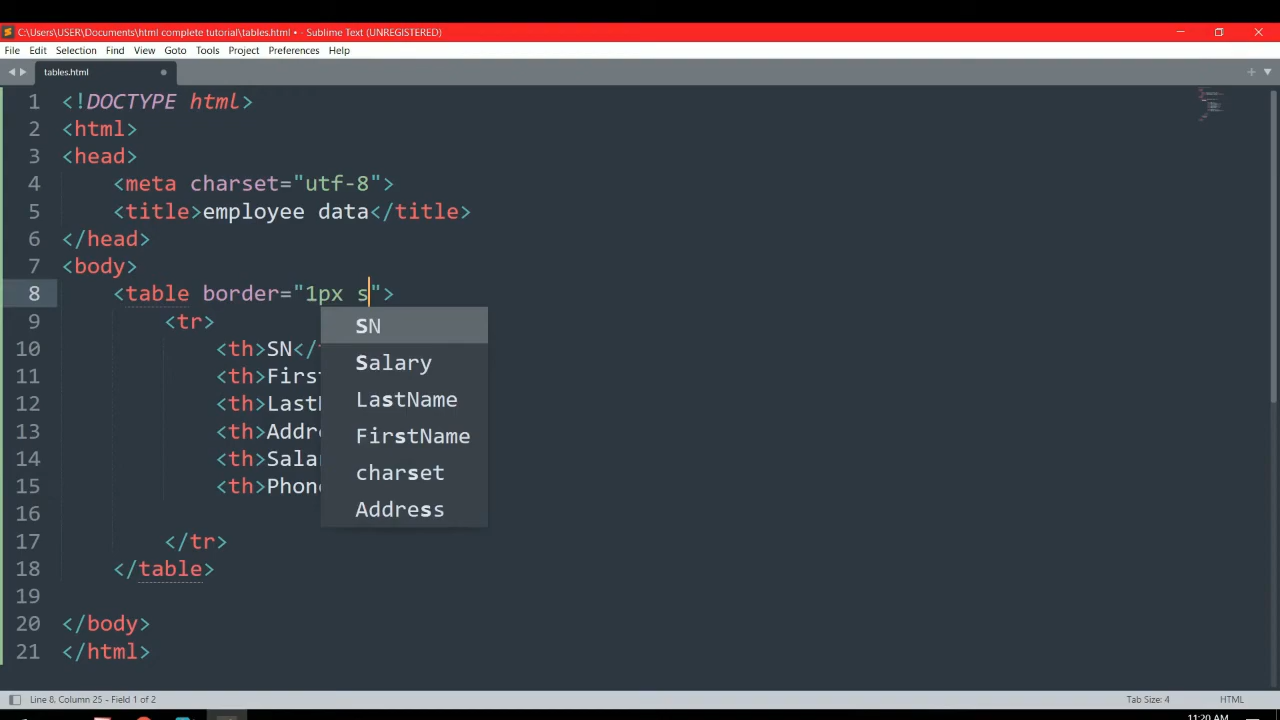 C:\Users\USER\Documents\html complete tutorial\tables.html • - Sublime Text (UNREGISTERED)
File Edit Selection Find View Goto Tools Project Preferences Help
tables.html
1 <!DOCTYPE html>
2 <html>
3 <head>
4 <meta charset="utf-8">
5 <title>employee data</title>
6 </head>
7 <body>
8 <table border="1px s">
9 <tr>
SN
10 <th>SN</
Salary
11 <th>First
12 <th>Last
LastName
13 <th>Addre
FirstName
14 <th>Salar
charset
15 <th>Phone
Address
16
17 </tr>
18 </table>
19
20 </body>
21 </html>
Line 8, Column 25 - Field 1 of 2
Tab Size: 4
HTML
11:20 AM